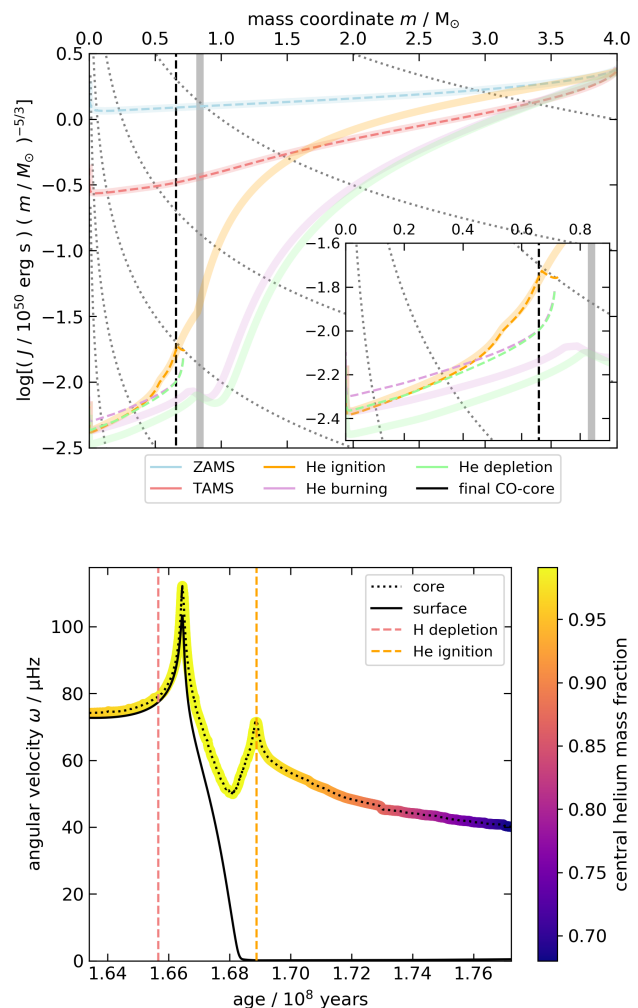 mass coordinate m / M⊙
0.0 0.5 1.0 1.5 2.0 2.5 3.0 3.5 4.0
0.5
0.0
−0.5
−1.0
−1.5
−2.0
−2.5
log[( J / 10⁵⁰ erg s ) ( m / M⊙ )⁻⁵/³]
0.0 0.2 0.4 0.6 0.8
−1.6
−1.8
−2.0
−2.2
−2.4
ZAMS He ignition He depletion
TAMS He burning final CO-core
core
surface
H depletion
He ignition
100
80
60
40
20
0
angular velocity ω / μHz
1.64 1.66 1.68 1.70 1.72 1.74 1.76
age / 10⁸ years
0.95
0.90
0.85
0.80
0.75
0.70
central helium mass fraction